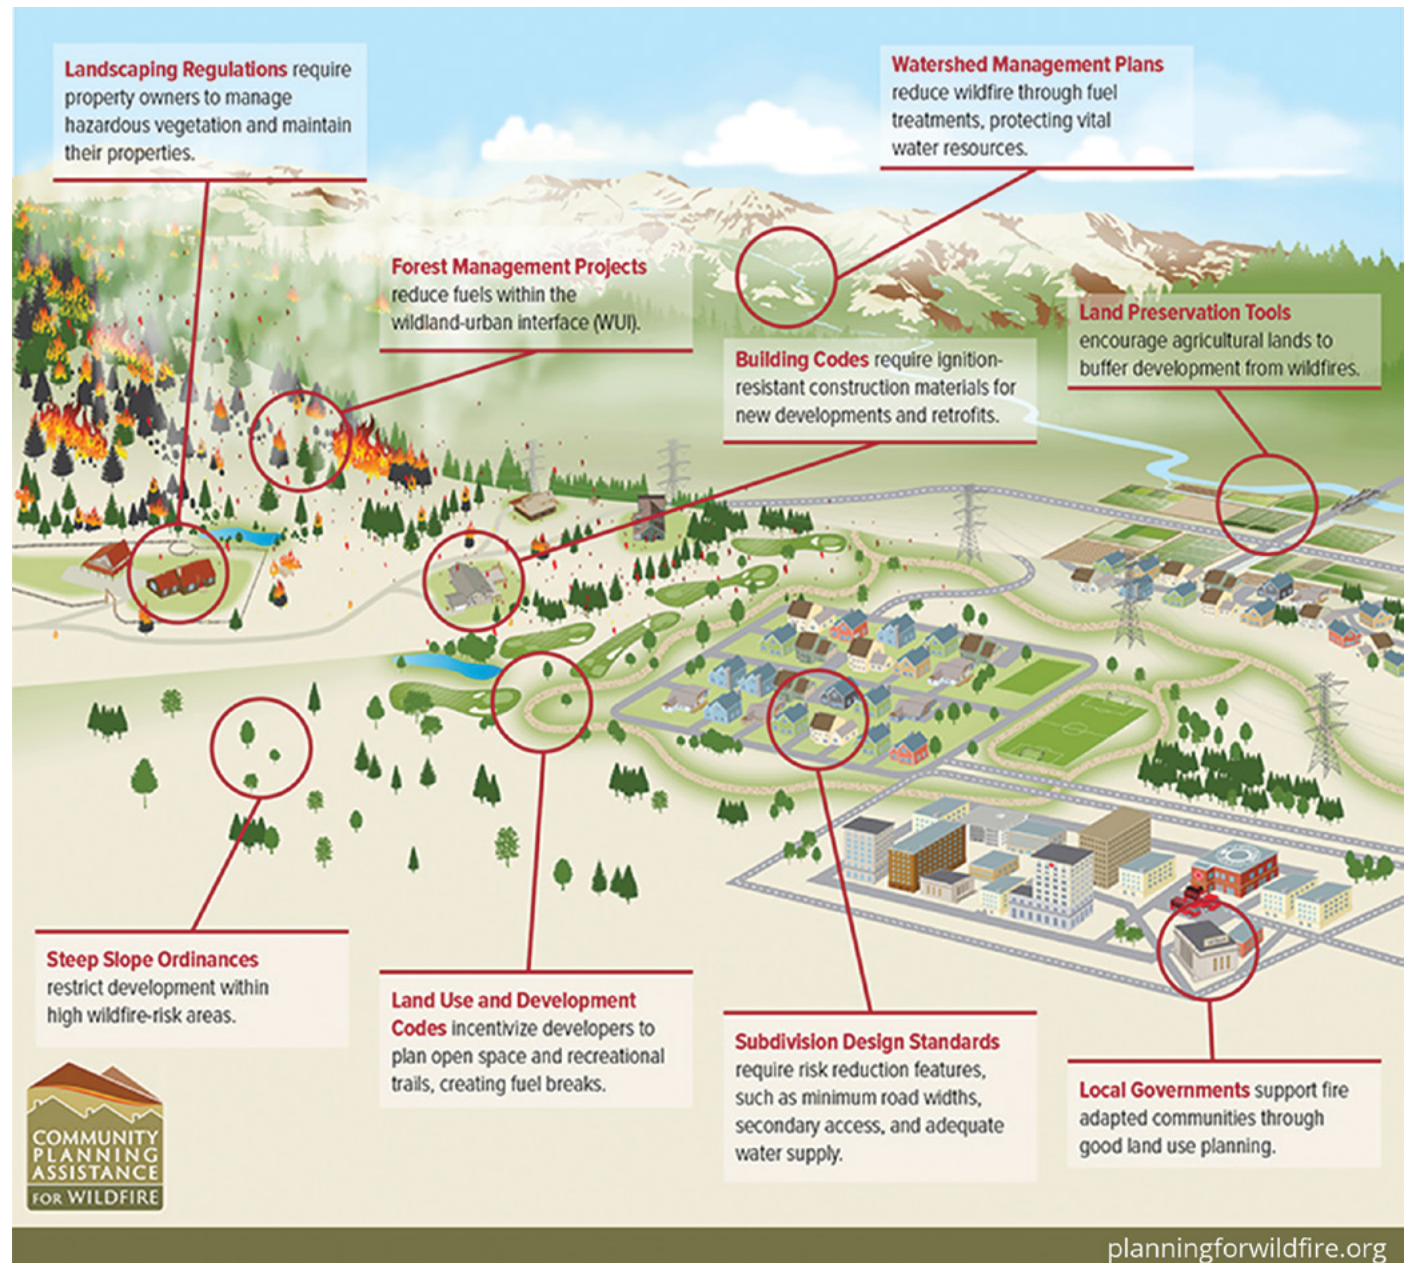 Landscaping Regulations require
property owners to manage
hazardous vegetation and maintain
their properties.
Watershed Management Plans
reduce wildfire through fuel
treatments, protecting vital
water resources.
Forest Management Projects
reduce fuels within the
wildland-urban interface (WUI).
Building Codes require ignition-
resistant construction materials for
new developments and retrofits.
Land Preservation Tools
encourage agricultural lands to
buffer development from wildfires.
Steep Slope Ordinances
restrict development within
high wildfire-risk areas.
Land Use and Development
Codes incentivize developers to
plan open space and recreational
trails, creating fuel breaks.
Subdivision Design Standards
require risk reduction features,
such as minimum road widths,
secondary access, and adequate
water supply.
Local Governments support fire
adapted communities through
good land use planning.
COMMUNITY
PLANNING
ASSISTANCE
FOR WILDFIRE
planningforwildfire.org